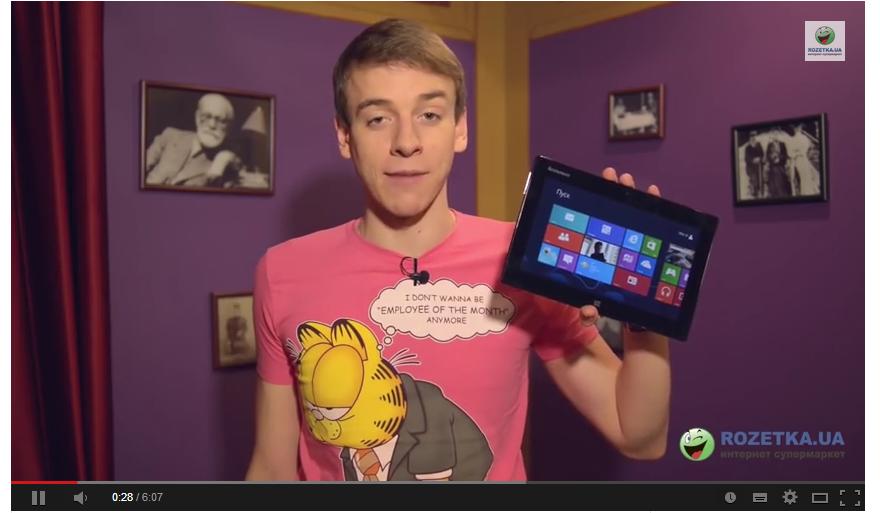 ROZETKA.UA
интернет супермаркет
Lenovo
Пуск
I DON'T WANNA BE
"EMPLOYEE OF THE MONTH"
ANYMORE
ROZETKA.UA
интернет супермаркет
0:28 / 6:07